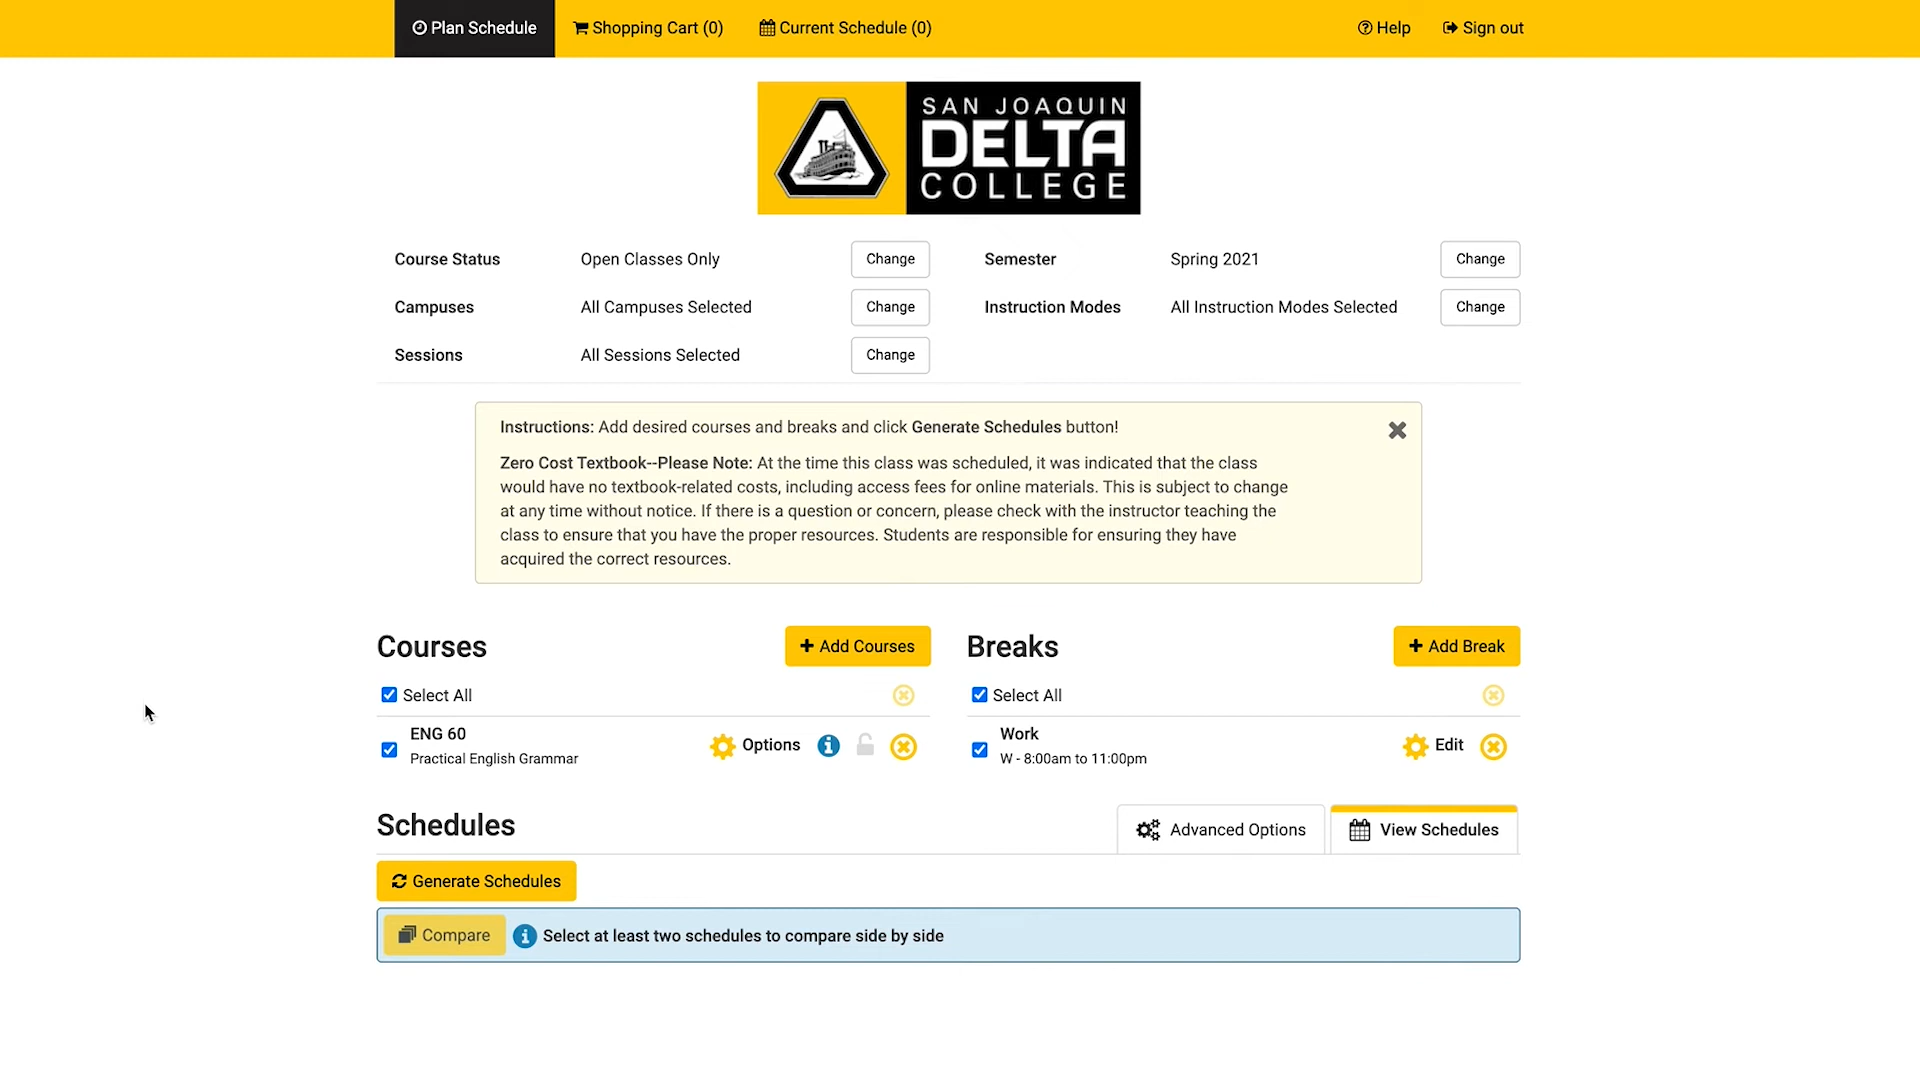 Plan Schedule
Shopping Cart (0)
Current Schedule (0)
Help
Sign out
SAN JOAQUIN
DELTA
COLLEGE
Course Status
Open Classes Only
Change
Semester
Spring 2021
Change
Campuses
All Campuses Selected
Change
Instruction Modes
All Instruction Modes Selected
Change
Sessions
All Sessions Selected
Change
Instructions: Add desired courses and breaks and click Generate Schedules button!
Zero Cost Textbook--Please Note: At the time this class was scheduled, it was indicated that the class
would have no textbook-related costs, including access fees for online materials. This is subject to change
at any time without notice. If there is a question or concern, please check with the instructor teaching the
class to ensure that you have the proper resources. Students are responsible for ensuring they have
acquired the correct resources.
Courses
+ Add Courses
Select All
ENG 60
Practical English Grammar
Options
Breaks
+ Add Break
Select All
Work
W - 8:00am to 11:00pm
Edit
Schedules
Advanced Options
View Schedules
Generate Schedules
Compare
Select at least two schedules to compare side by side